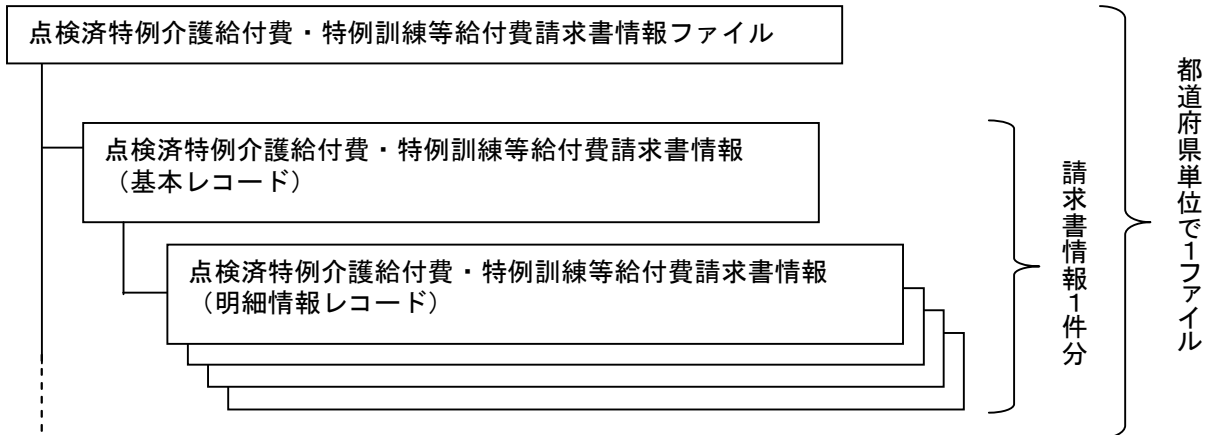 点検済特例介護給付費・特例訓練等給付費請求書情報ファイル
点検済特例介護給付費・特例訓練等給付費請求書情報
（基本レコード）
点検済特例介護給付費・特例訓練等給付費請求書情報
（明細情報レコード）
請求書情報１件分
都道府県単位で１ファイル